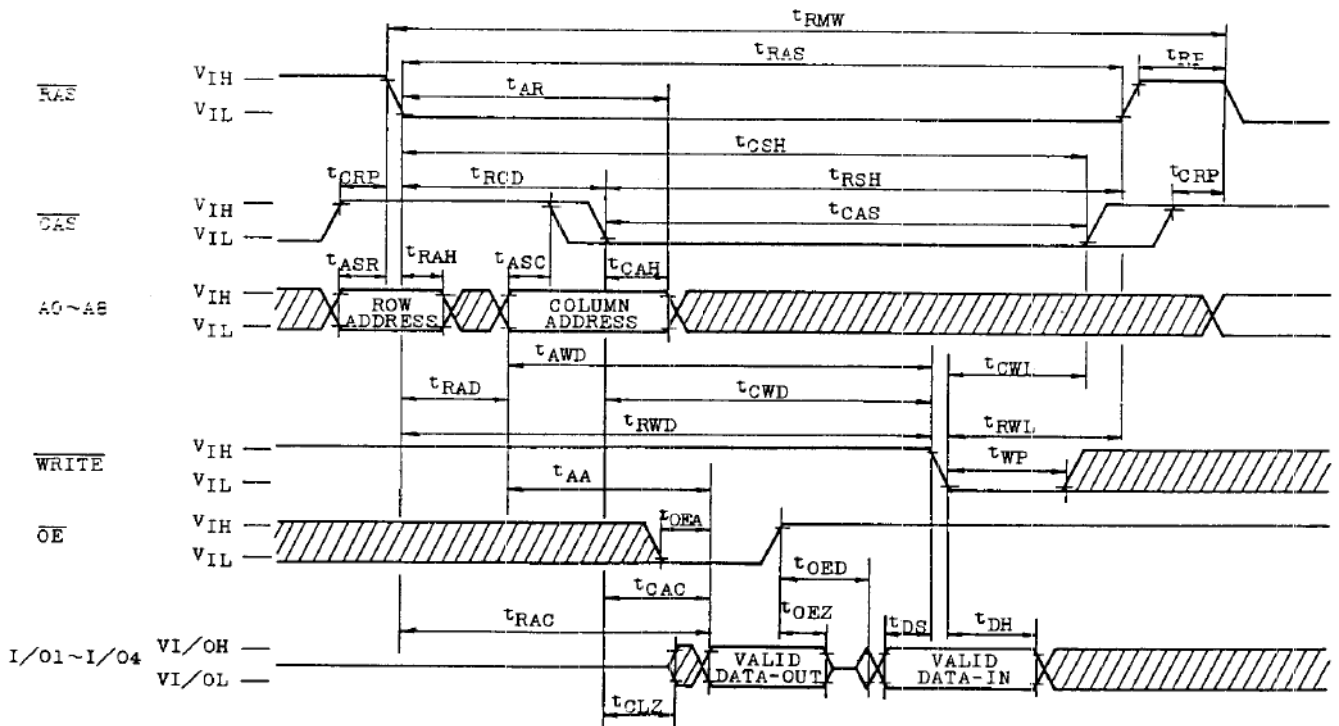 tRMW
tRAS
tRP
RAS
VIH
VIL
tAR
tCSH
tCRP
tRCD
tRSH
tCRP
CAS
VIH
VIL
tCAS
tASR
tRAH
tASC
tCAH
A0~A8
VIH
VIL
ROW
ADDRESS
COLUMN
ADDRESS
tAWD
tCWL
tRAD
tCWD
tRWD
tRWL
WRITE
VIH
VIL
tWP
tAA
OE
VIH
VIL
tOEA
tOED
tCAC
tOEZ
tRAC
tDS
tDH
I/O1~I/O4
VI/OH
VI/OL
VALID
DATA-OUT
VALID
DATA-IN
tCLZ